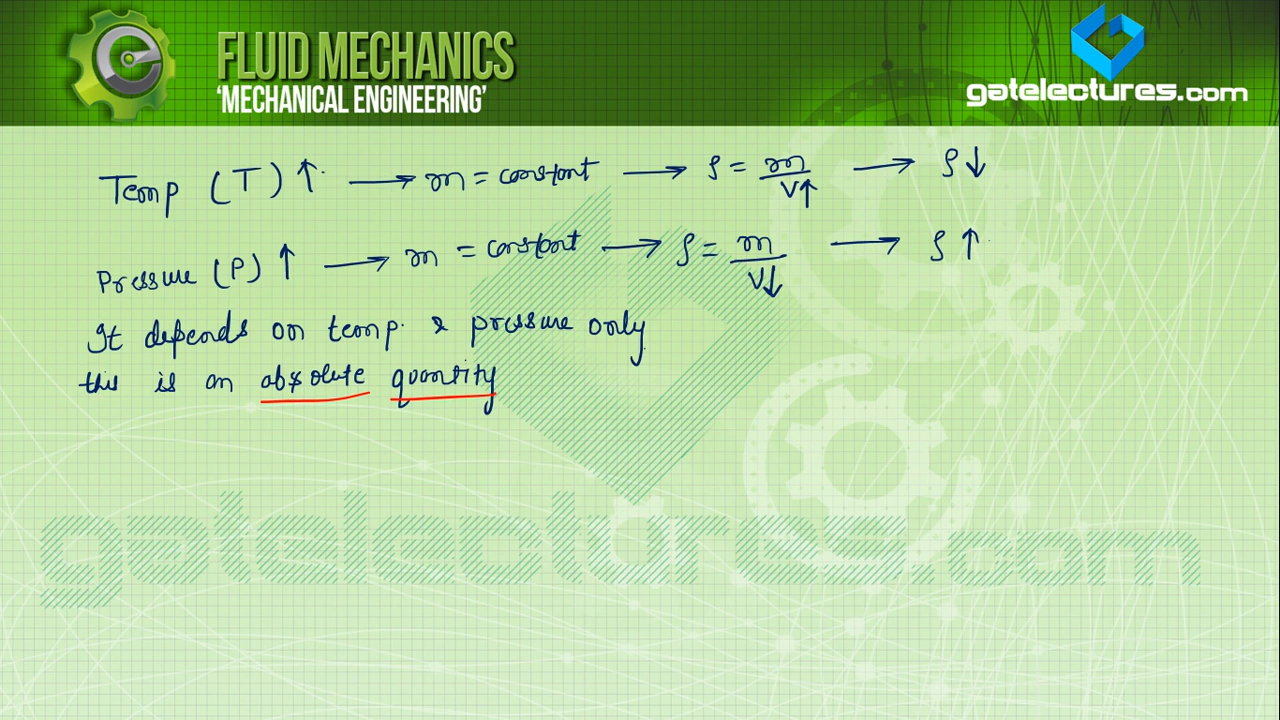 FLUID MECHANICS
'MECHANICAL ENGINEERING'
gatelectures.com
Temp (T) ↑ → m = constant → ρ = m/V↑ → ρ↓
Pressure (P) ↑ → m = constant → ρ = m/V↓ → ρ↑
It depends on temp. & pressure only.
this is an absolute quantity
gatelectures.com